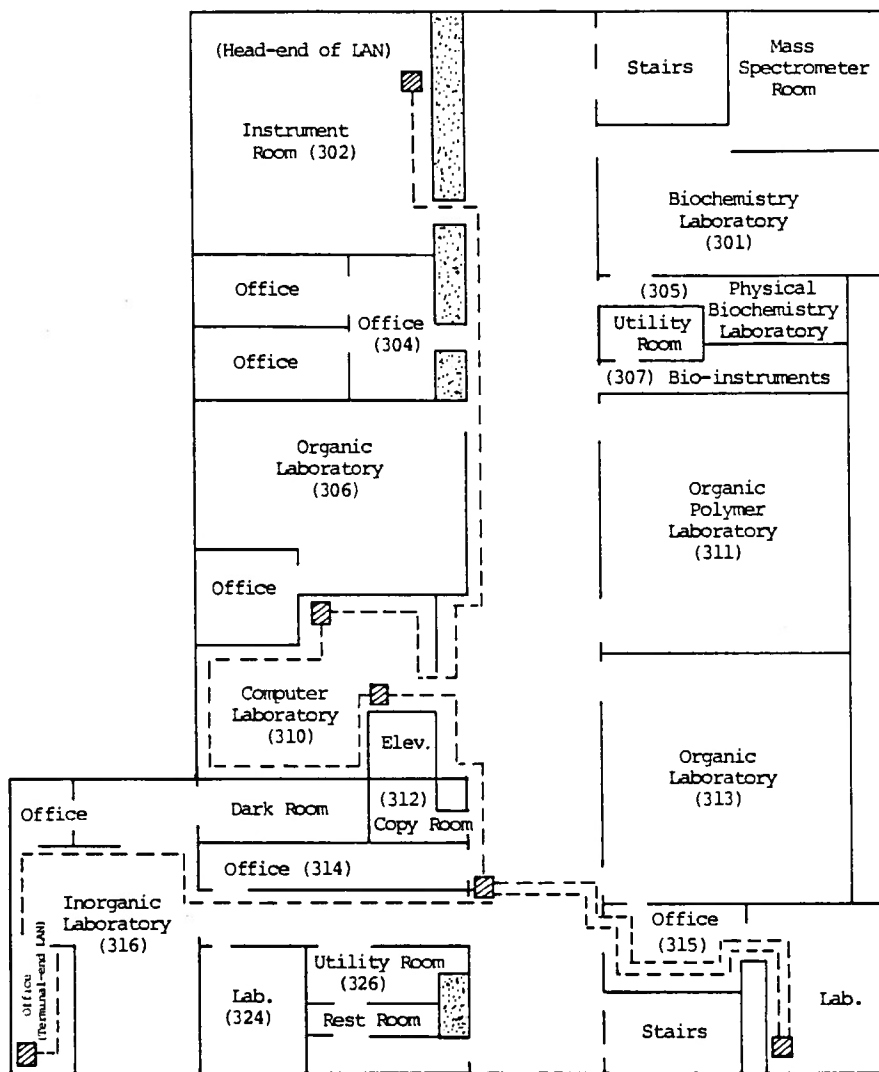 (Head-end of LAN)
Instrument
Room (302)
Stairs
Mass
Spectrometer
Room
Biochemistry
Laboratory
(301)
Office
Office
(304)
Office
(305)
Physical
Biochemistry
Laboratory
Utility
Room
(307) Bio-instruments
Organic
Laboratory
(306)
Organic
Polymer
Laboratory
(311)
Office
Computer
Laboratory
(310)
Elev.
Organic
Laboratory
(313)
Office
Dark Room
(312)
Copy Room
Office (314)
Inorganic
Laboratory
(316)
Office
(315)
Office
(Terminal-end LAN)
Lab.
(324)
Utility Room
(326)
Rest Room
Stairs
Lab.